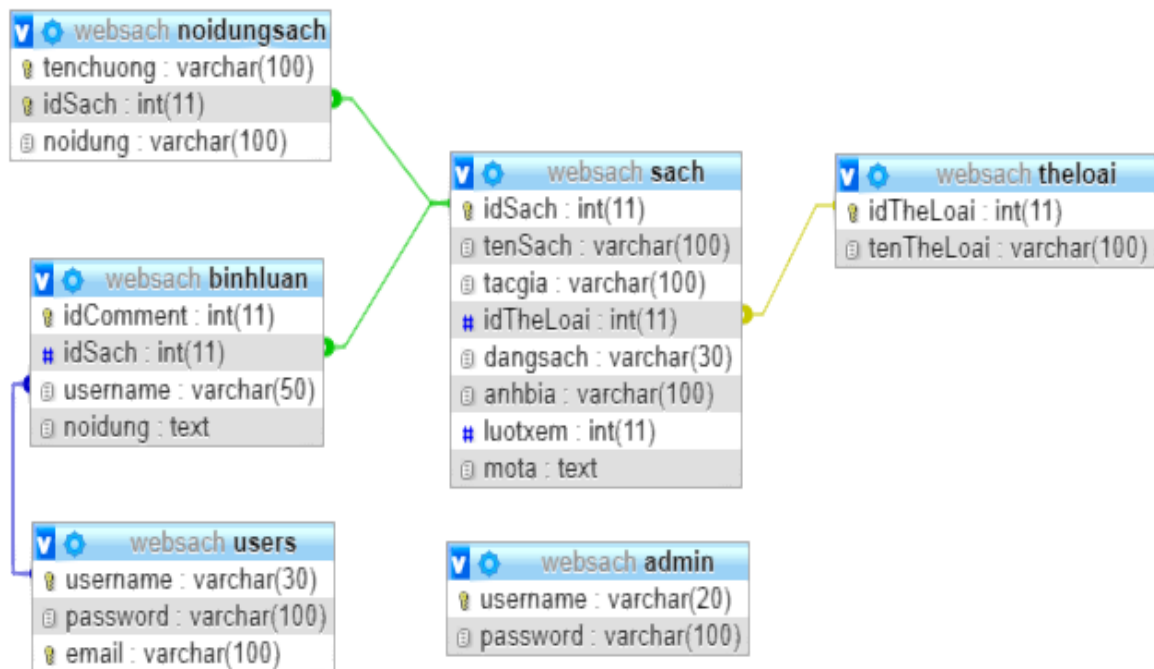 websach noidungsach
tenchuong : varchar(100)
idSach : int(11)
noidung : varchar(100)
websach binhluan
idComment : int(11)
idSach : int(11)
username : varchar(50)
noidung : text
websach users
username : varchar(30)
password : varchar(100)
email : varchar(100)
websach sach
idSach : int(11)
tenSach : varchar(100)
tacgia : varchar(100)
idTheLoai : int(11)
dangsach : varchar(30)
anhbia : varchar(100)
luotxem : int(11)
mota : text
websach admin
username : varchar(20)
password : varchar(100)
websach theloai
idTheLoai : int(11)
tenTheLoai : varchar(100)